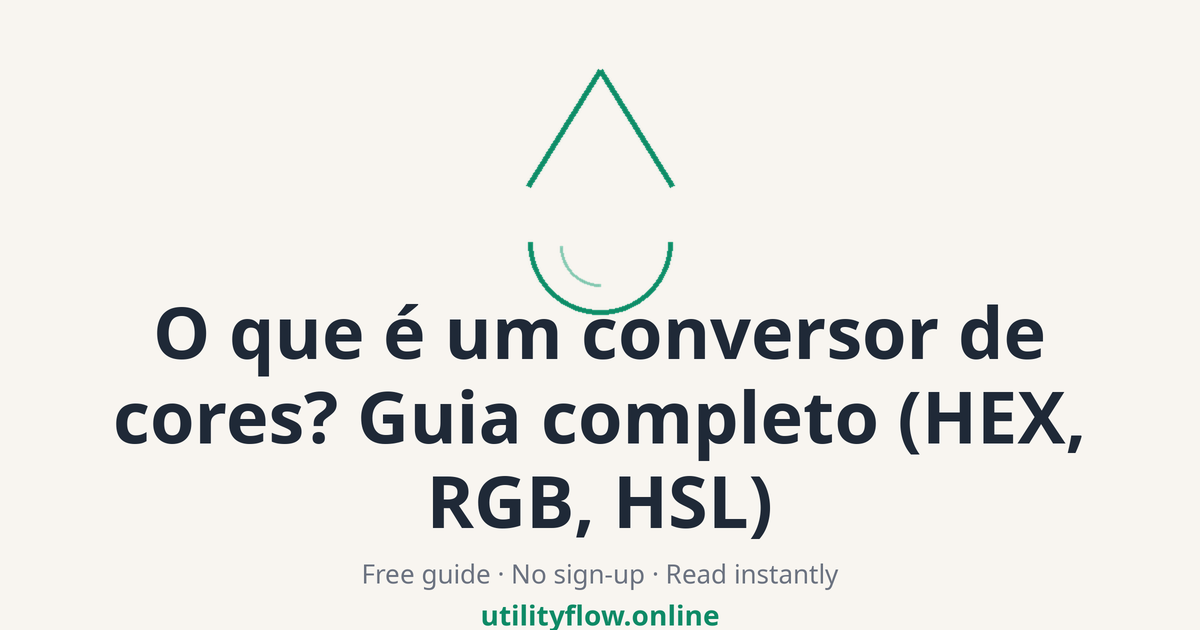 O que é um conversor de
cores? Guia completo (HEX,
RGB, HSL)
Free guide · No sign-up · Read instantly
utilityflow.online